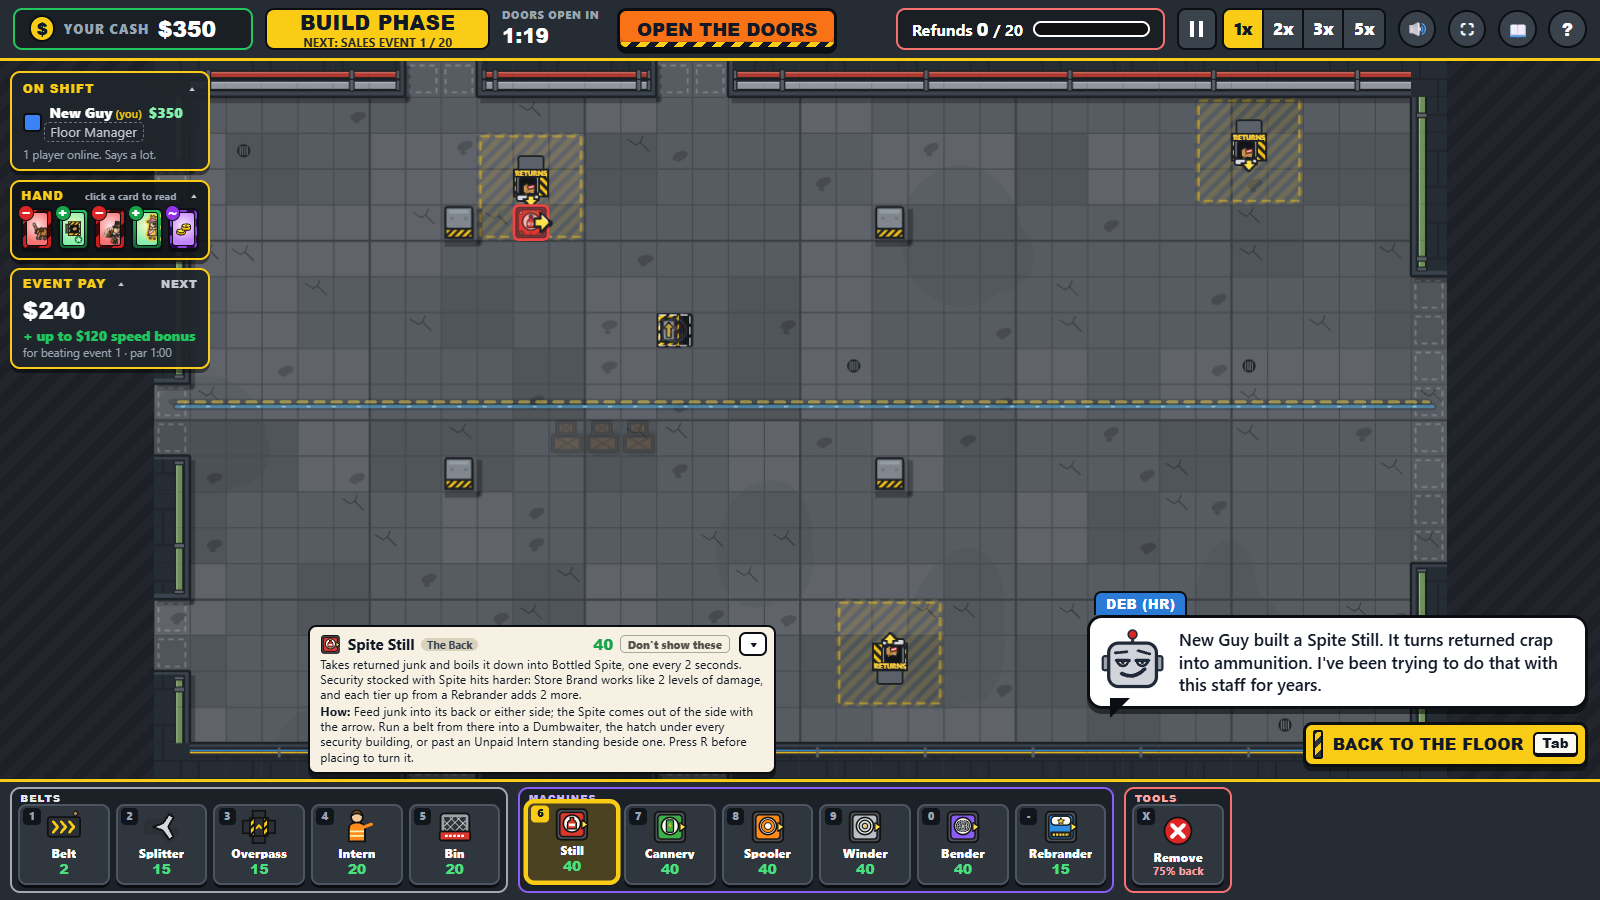 $ YOUR CASH $350
BUILD PHASE
NEXT: SALES EVENT 1 / 20
DOORS OPEN IN
1:19
OPEN THE DOORS
Refunds 0 / 20
1x 2x 3x 5x
?
ON SHIFT
New Guy (you) $350
Floor Manager
1 player online. Says a lot.
HAND click a card to read
EVENT PAY NEXT
$240
+ up to $120 speed bonus
for beating event 1 · par 1:00
RETURNS
RETURNS
RETURNS
Spite Still The Back 40 Don't show these
Takes returned junk and boils it down into Bottled Spite, one every 2 seconds.
Security stocked with Spite hits harder: Store Brand works like 2 levels of damage,
and each tier up from a Rebrander adds 2 more.
How: Feed junk into its back or either side; the Spite comes out of the side with
the arrow. Run a belt from there into a Dumbwaiter, the hatch under every
security building, or past an Unpaid Intern standing beside one. Press R before
placing to turn it.
DEB (HR)
New Guy built a Spite Still. It turns returned crap
into ammunition. I've been trying to do that with
this staff for years.
BACK TO THE FLOOR Tab
BELTS
1 Belt 2
2 Splitter 15
3 Overpass 15
4 Intern 20
5 Bin 20
MACHINES
6 Still 40
7 Cannery 40
8 Spooler 40
9 Winder 40
0 Bender 40
- Rebrander 15
TOOLS
X Remove
75% back